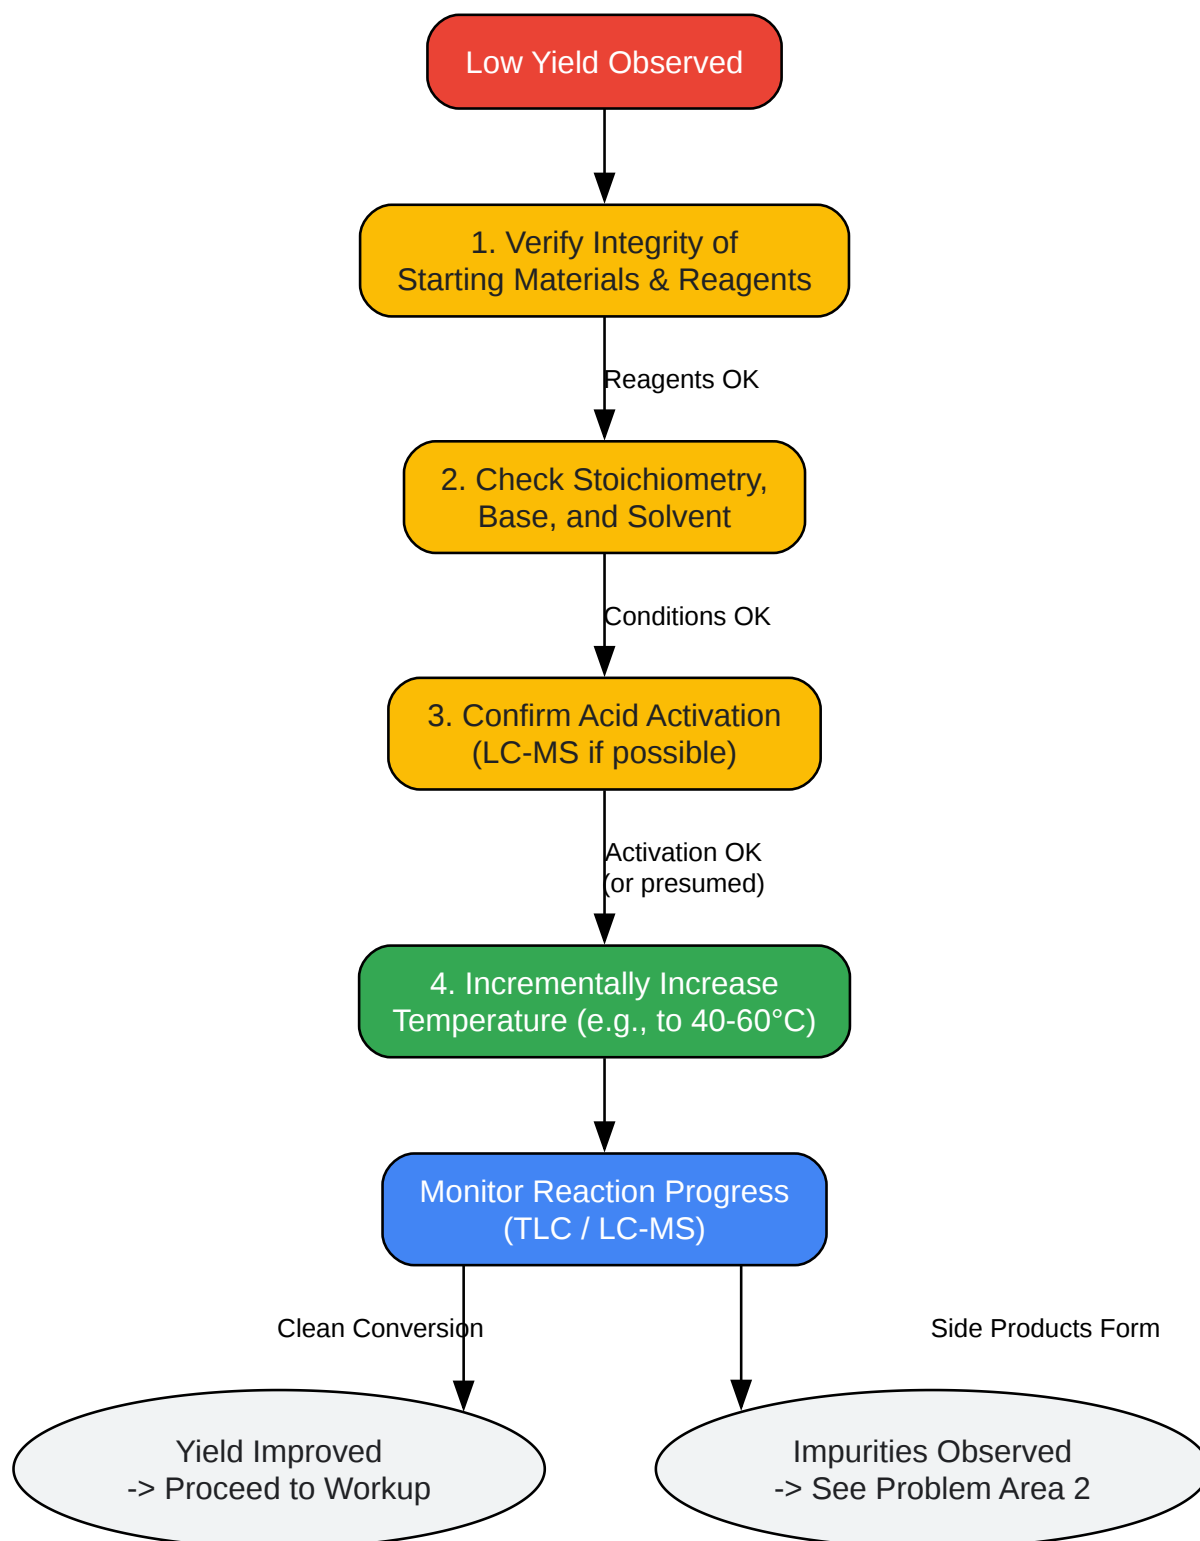 Low Yield Observed
1. Verify Integrity of
Starting Materials & Reagents
Reagents OK
2. Check Stoichiometry,
Base, and Solvent
Conditions OK
3. Confirm Acid Activation
(LC-MS if possible)
Activation OK
(or presumed)
4. Incrementally Increase
Temperature (e.g., to 40-60°C)
Monitor Reaction Progress
(TLC / LC-MS)
Clean Conversion
Side Products Form
Yield Improved
-> Proceed to Workup
Impurities Observed
-> See Problem Area 2